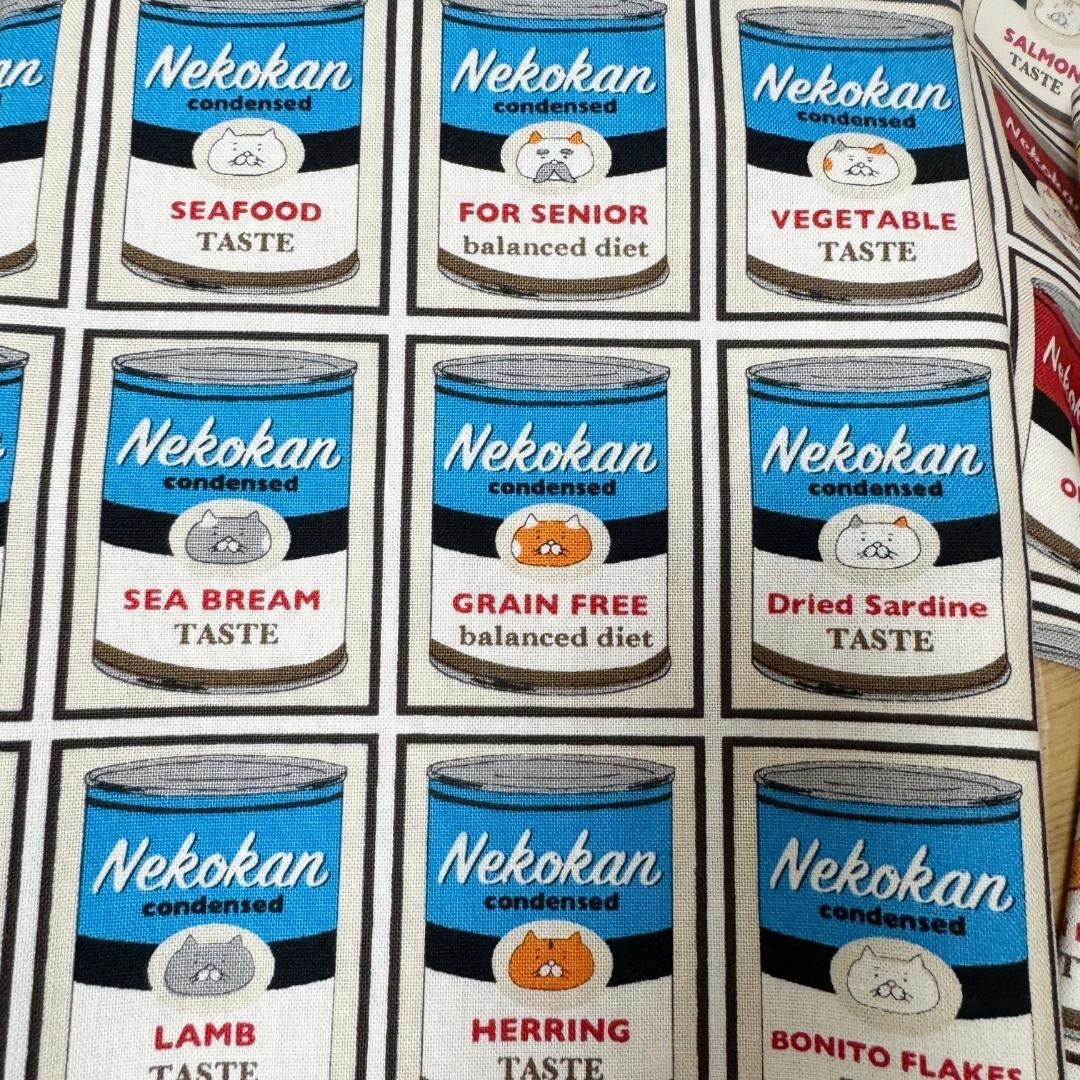 Nekokan
condensed
SEAFOOD
TASTE
Nekokan
condensed
FOR SENIOR
balanced diet
Nekokan
condensed
VEGETABLE
TASTE
SALMON
TASTE
Nekokan
condensed
SEA BREAM
TASTE
Nekokan
condensed
GRAIN FREE
balanced diet
Nekokan
condensed
Dried Sardine
TASTE
Nekokan
condensed
LAMB
TASTE
Nekokan
condensed
HERRING
TASTE
Nekokan
condensed
BONITO FLAKES